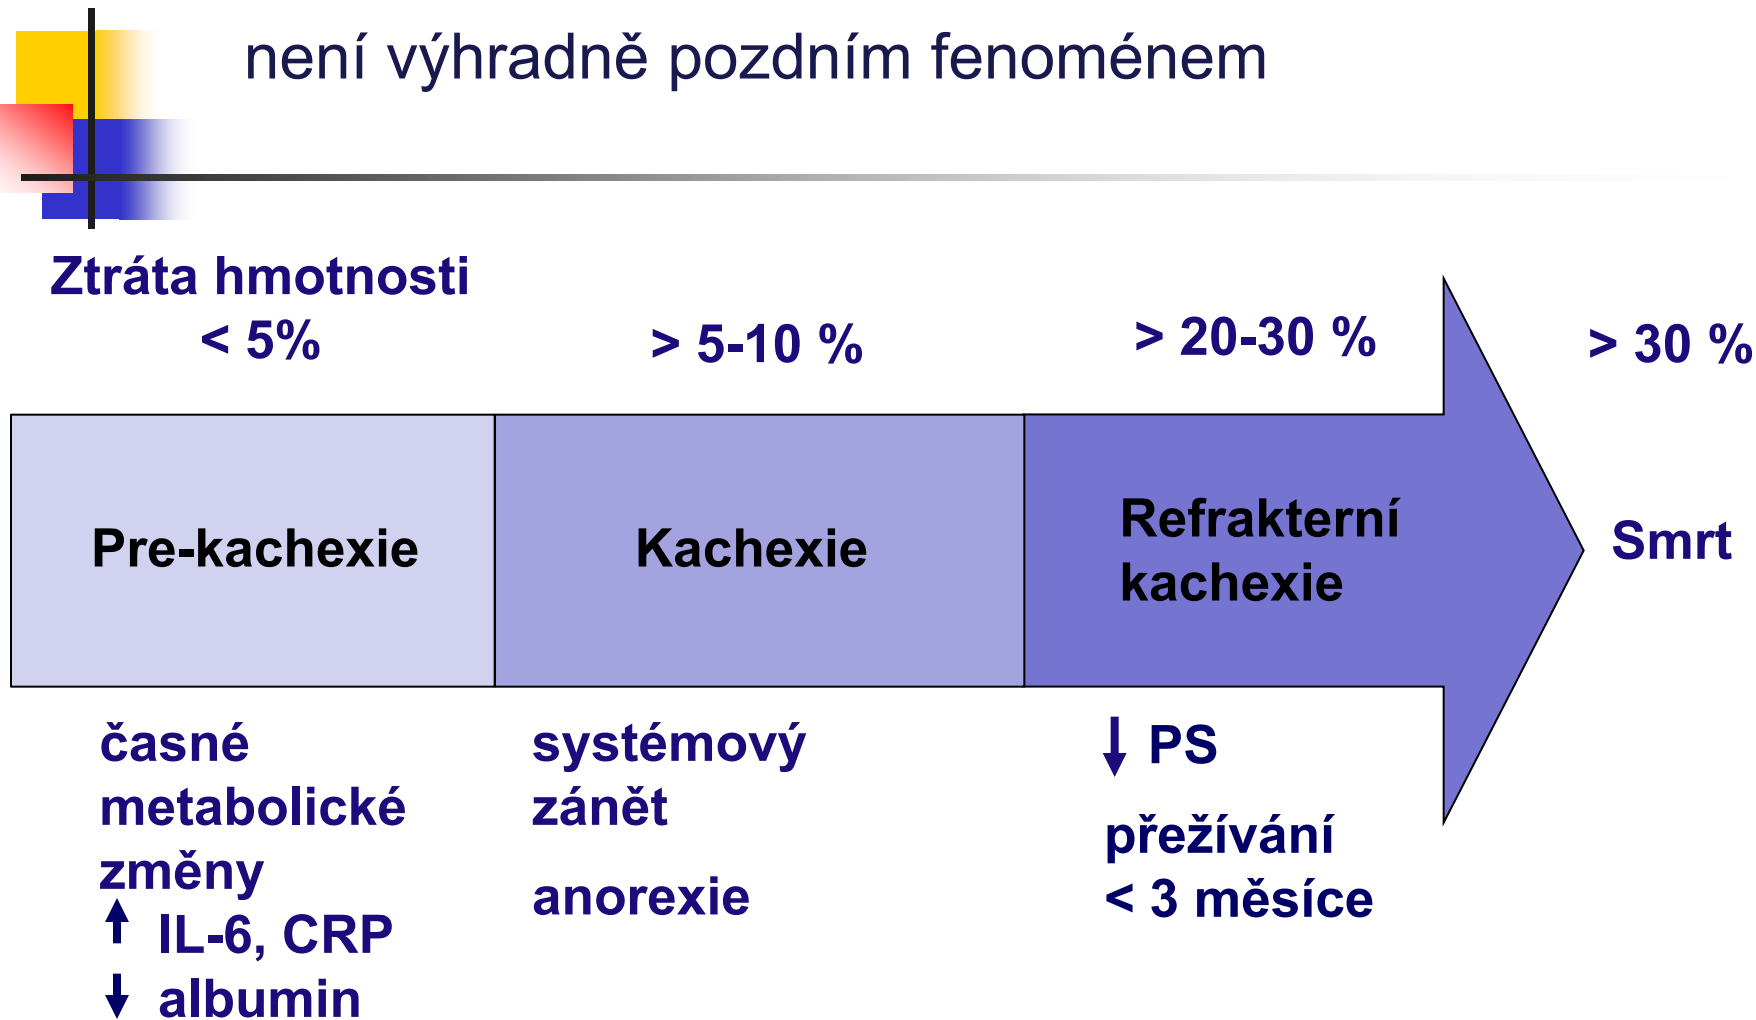 není výhradně pozdním fenoménem
Ztráta hmotnosti
< 5%
> 5-10 %
> 20-30 %
> 30 %
Pre-kachexie
Kachexie
Refrakterní
kachexie
Smrt
časné
metabolické
změny
↑ IL-6, CRP
↓ albumin
systémový
zánět
anorexie
↓ PS
přežívání
< 3 měsíce